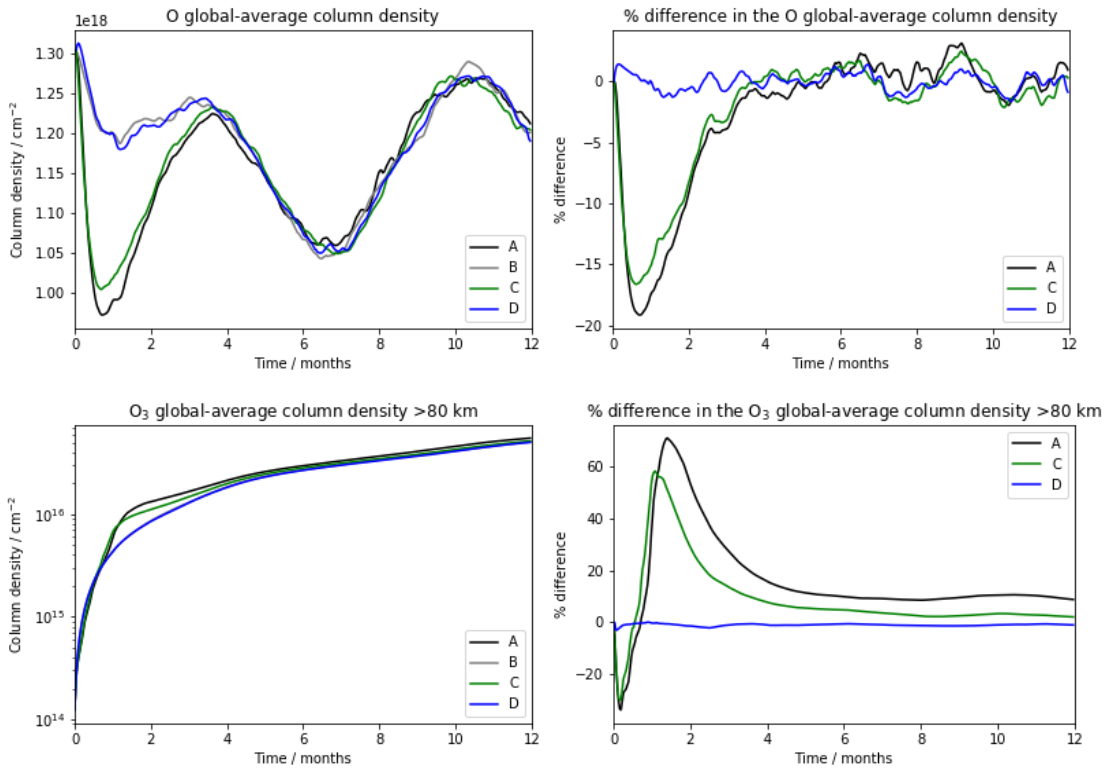 O global-average column density
1e18
Column density / cm⁻²
1.30
1.25
1.20
1.15
1.10
1.05
1.00
A
B
C
D
0 2 4 6 8 10 12
Time / months
% difference in the O global-average column density
% difference
0
−5
−10
−15
−20
A
C
D
0 2 4 6 8 10 12
Time / months
O₃ global-average column density >80 km
Column density / cm⁻²
10¹⁶
10¹⁵
10¹⁴
A
B
C
D
0 2 4 6 8 10 12
Time / months
% difference in the O₃ global-average column density >80 km
% difference
60
40
20
0
−20
A
C
D
0 2 4 6 8 10 12
Time / months